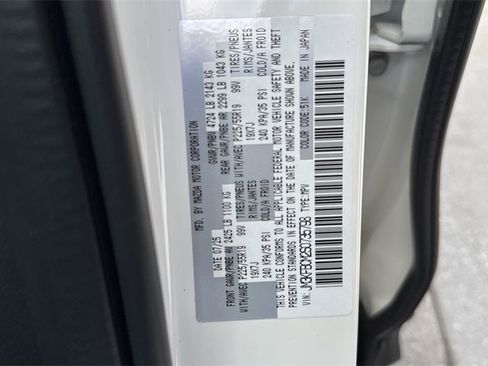 MFD. BY MAZDA MOTOR CORPORATION
DATE: 07/25 GVWR/PNBV 4724 LB 2143 KG
FRONT GAWR/PNBE AV 2425 LB 1100 KG REAR GAWR/PNBE AR 2299 LB 1043 KG
WITH/AVEC P225/55R19 99V TIRES/PNEUS WITH/AVEC P225/55R19 99V TIRES/PNEUS
19X7J RIMS/JANTES 19X7J RIMS/JANTES
240 KPA/35 PSI COLD/A FROID 240 KPA/35 PSI COLD/A FROID
THIS VEHICLE CONFORMS TO ALL APPLICABLE FEDERAL MOTOR VEHICLE SAFETY AND THEFT
PREVENTION STANDARDS IN EFFECT ON THE DATE OF MANUFACTURE SHOWN ABOVE.
MADE IN JAPAN
VIN: TYPE:MPV COLOR CODE:51K